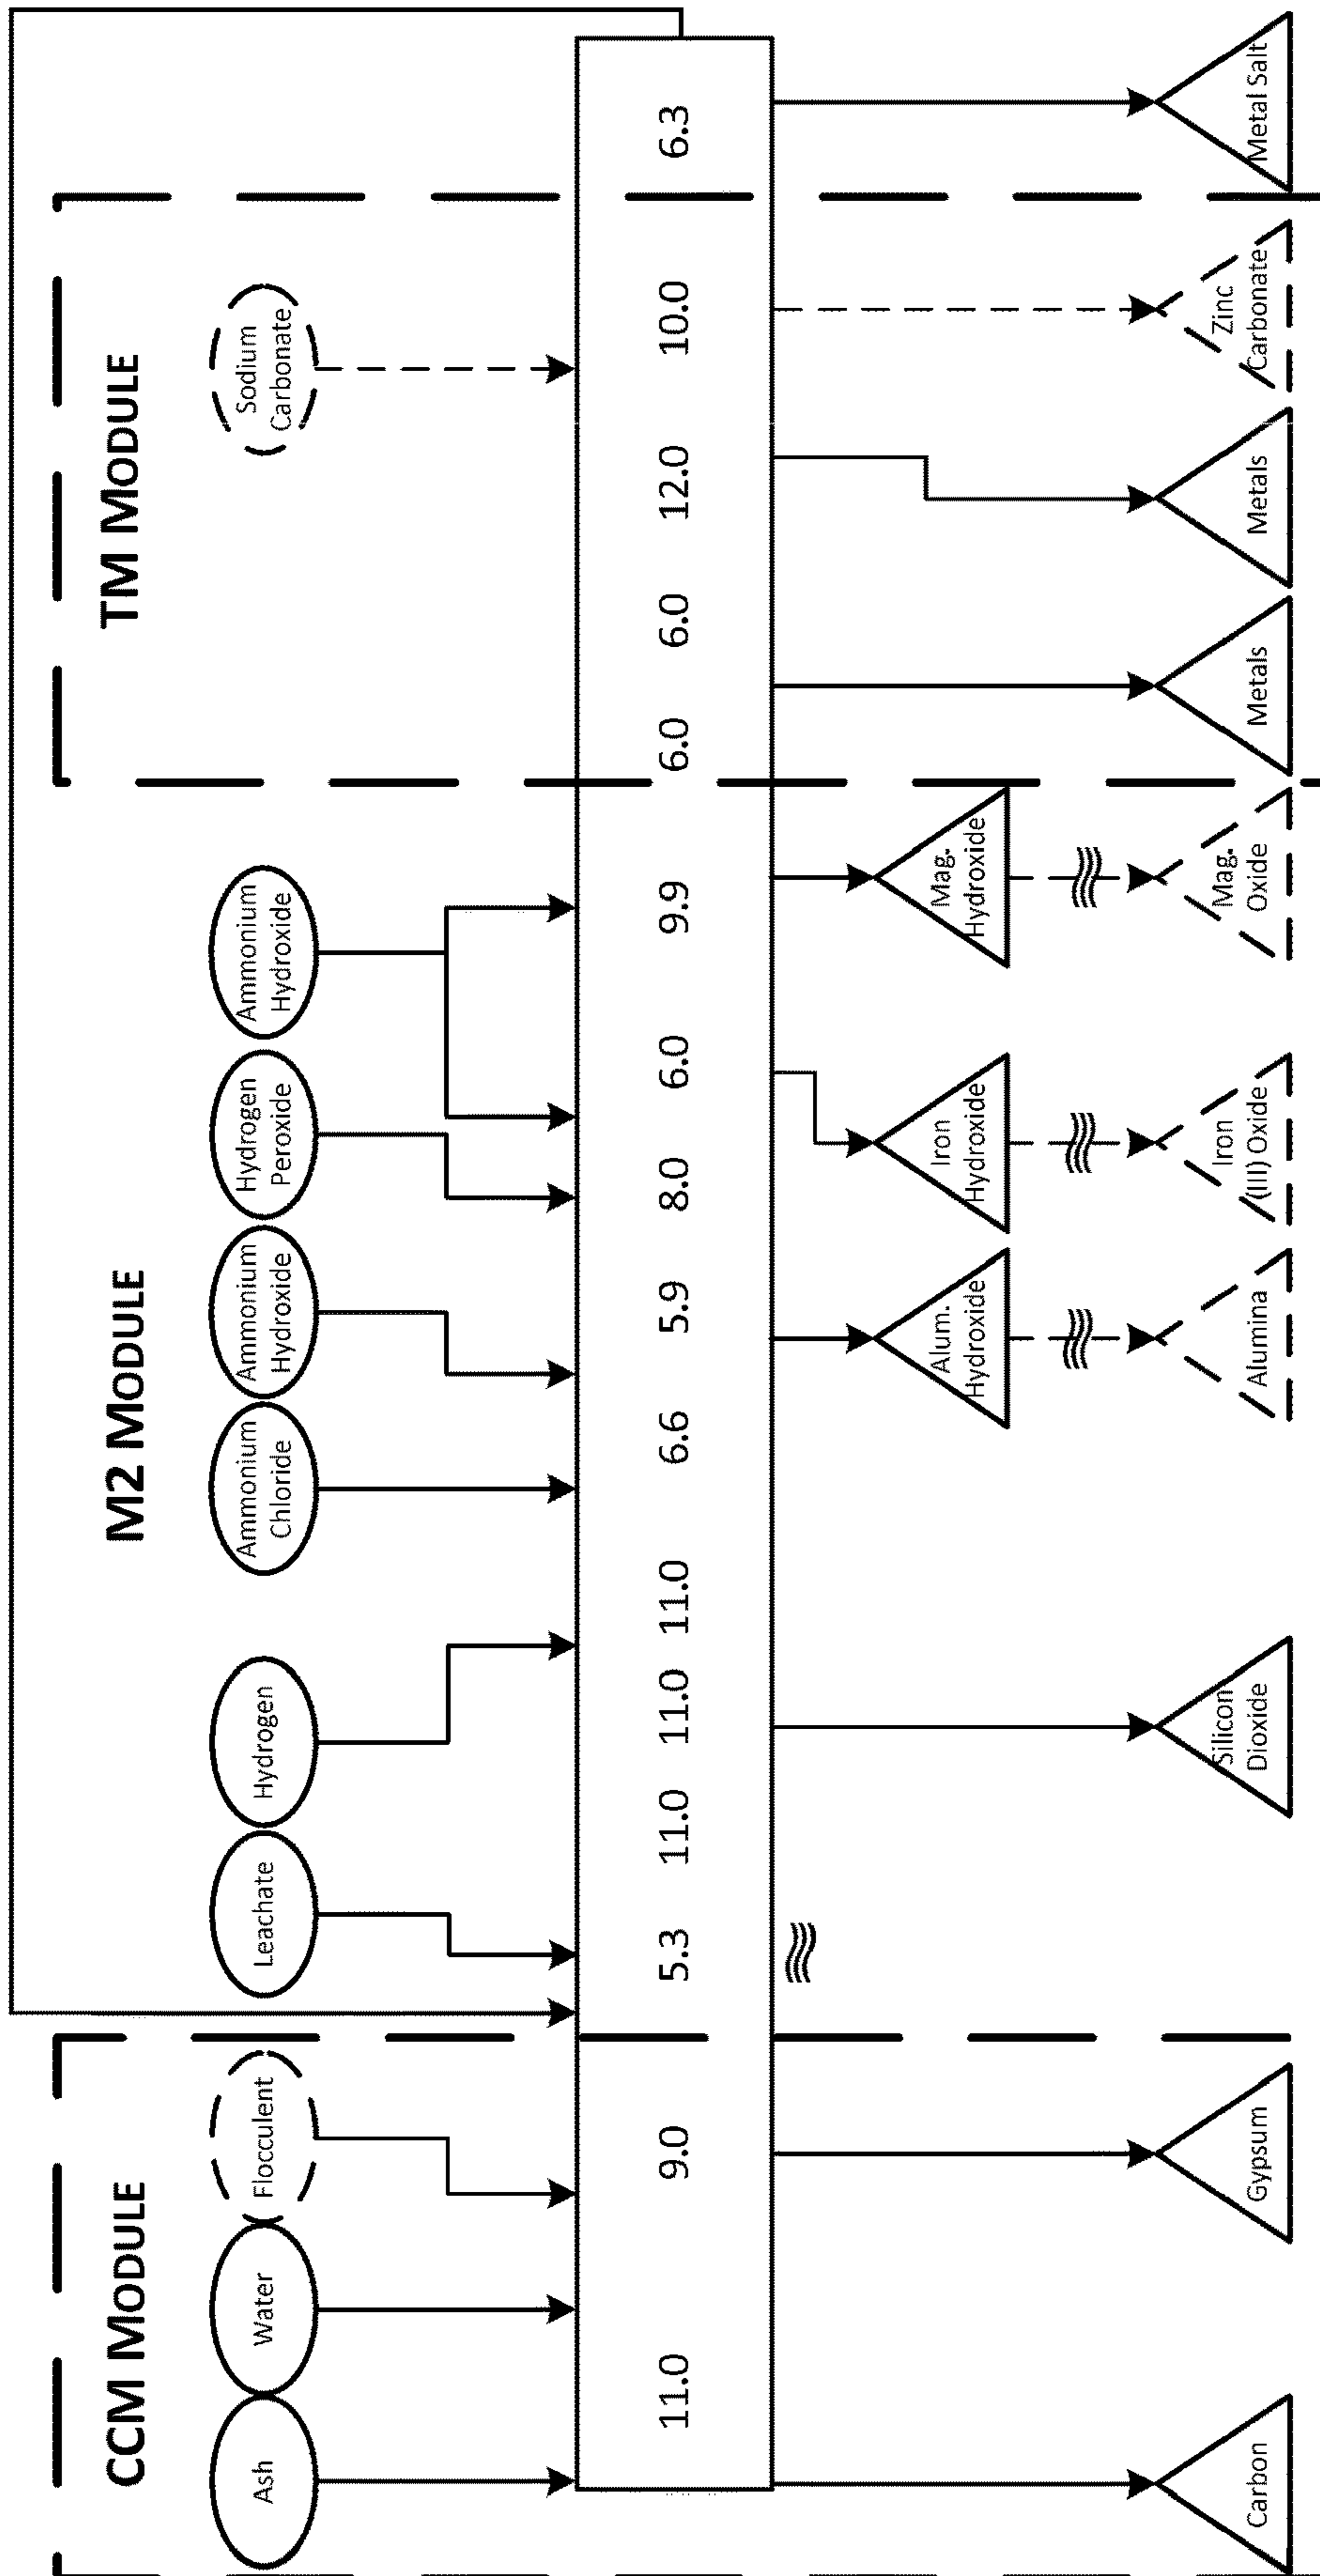 CCM MODULE
M2 MODULE
TM MODULE
Ash
Water
Flocculent
Leachate
Hydrogen
Ammonium
Chloride
Ammonium
Hydroxide
Hydrogen
Peroxide
Ammonium
Hydroxide
Sodium
Carbonate
11.0
9.0
5.3
11.0
11.0
11.0
6.6
5.9
8.0
6.0
9.9
6.0
6.0
12.0
10.0
6.3
Alum.
Hydroxide
Iron
Hydroxide
Mag.
Hydroxide
Carbon
Gypsum
Silicon
Dioxide
Alumina
Iron
(III) Oxide
Mag.
Oxide
Metals
Metals
Zinc
Carbonate
Metal Salt